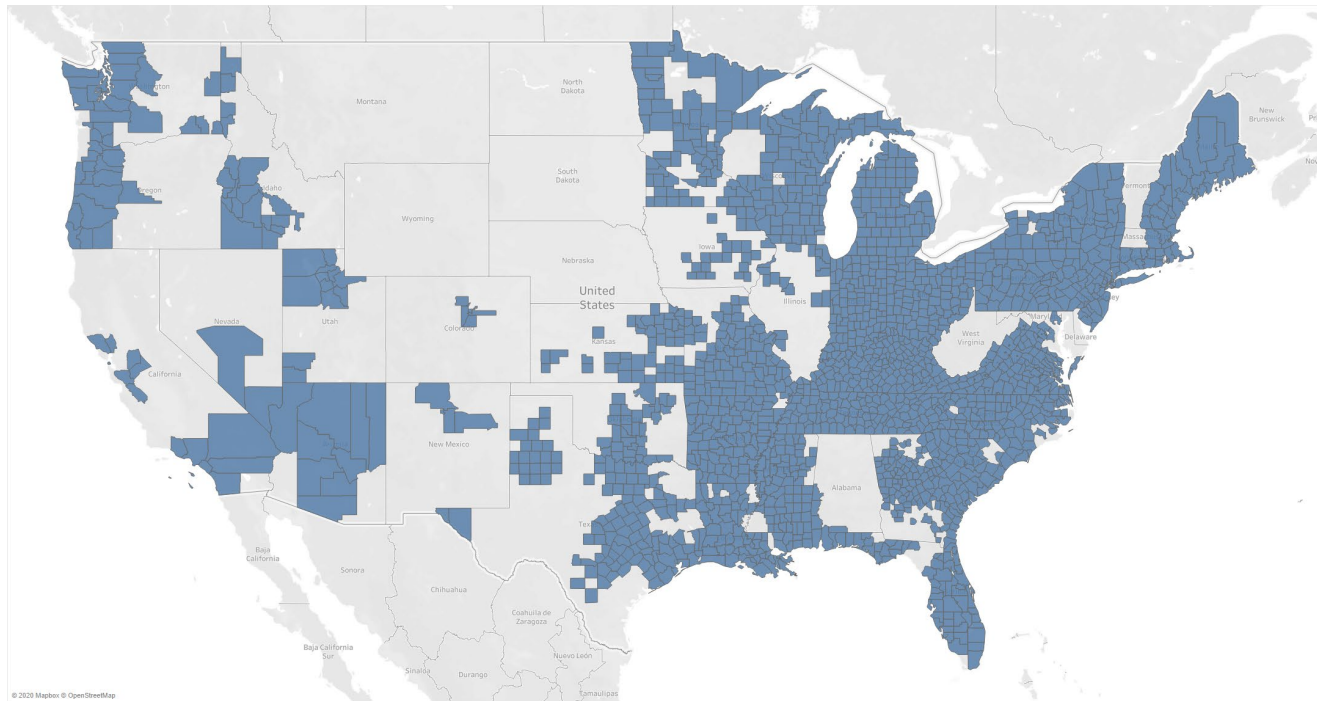 North
Dakota
Montana
New
Brunswick
South
Dakota
Wyoming
Iowa
Nebraska
United
States
Nevada
Utah
Illinois
Kansas
West
Virginia
Delaware
California
New Mexico
Alabama
Baja
California
Sonora
Chihuahua
Coahuila de
Zaragoza
Baja California
Sur
Nuevo León
Sinaloa
Durango
Tamaulipas
© 2020 Mapbox © OpenStreetMap